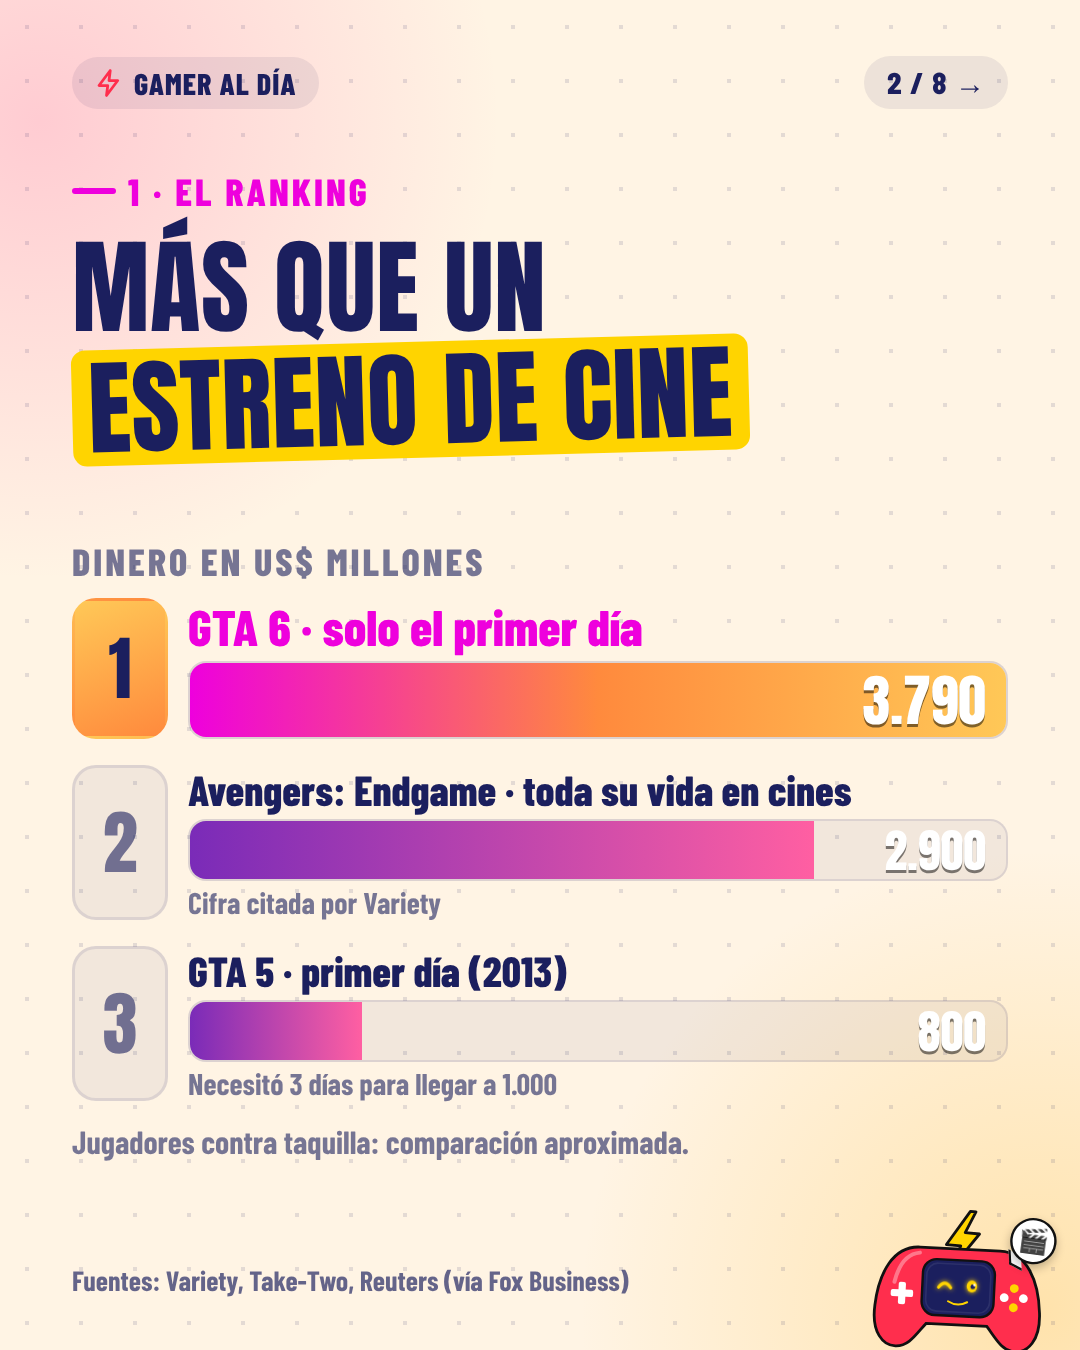 GAMER AL DÍA
2 / 8 →
1 · EL RANKING
MÁS QUE UN
ESTRENO DE CINE
DINERO EN US$ MILLONES
1
GTA 6 · solo el primer día
3.790
2
Avengers: Endgame · toda su vida en cines
2.900
Cifra citada por Variety
3
GTA 5 · primer día (2013)
800
Necesitó 3 días para llegar a 1.000
Jugadores contra taquilla: comparación aproximada.
Fuentes: Variety, Take-Two, Reuters (vía Fox Business)